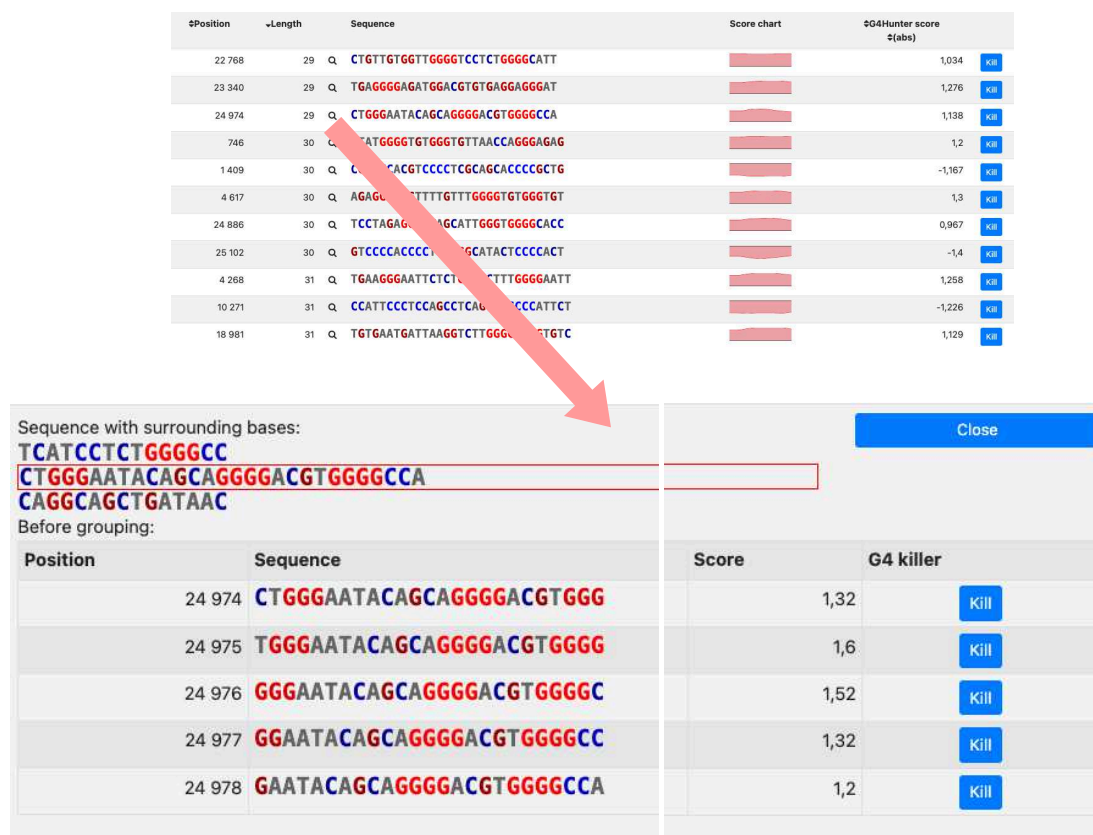 Position Length Sequence Score chart G4Hunter score
(abs)
22 768 29 CTGTTGTGGTTGGGGTCCTCTGGGGCATT 1,034 Kill
23 340 29 TGAGGGGAGATGGACGTGTGAGGAGGGAT 1,276 Kill
24 974 29 CTGGGAATACAGCAGGGGACGTGGGGCCA 1,138 Kill
746 30 1,2 Kill
1 409 30 -1,167 Kill
4 617 30 1,3 Kill
24 886 30 0,967 Kill
25 102 30 -1,4 Kill
4 268 31 1,258 Kill
10 271 31 -1,226 Kill
18 981 31 1,129 Kill
Sequence with surrounding bases: Close
TCATCCTCTGGGGCC
CTGGGAATACAGCAGGGGACGTGGGGCCA
CAGGCAGCTGATAAC
Before grouping:
Position Sequence Score G4 killer
24 974 CTGGGAATACAGCAGGGGACGTGGG 1,32 Kill
24 975 TGGGAATACAGCAGGGGACGTGGGG 1,6 Kill
24 976 GGGAATACAGCAGGGGACGTGGGGC 1,52 Kill
24 977 GGAATACAGCAGGGGACGTGGGGCC 1,32 Kill
24 978 GAATACAGCAGGGGACGTGGGGCCA 1,2 Kill